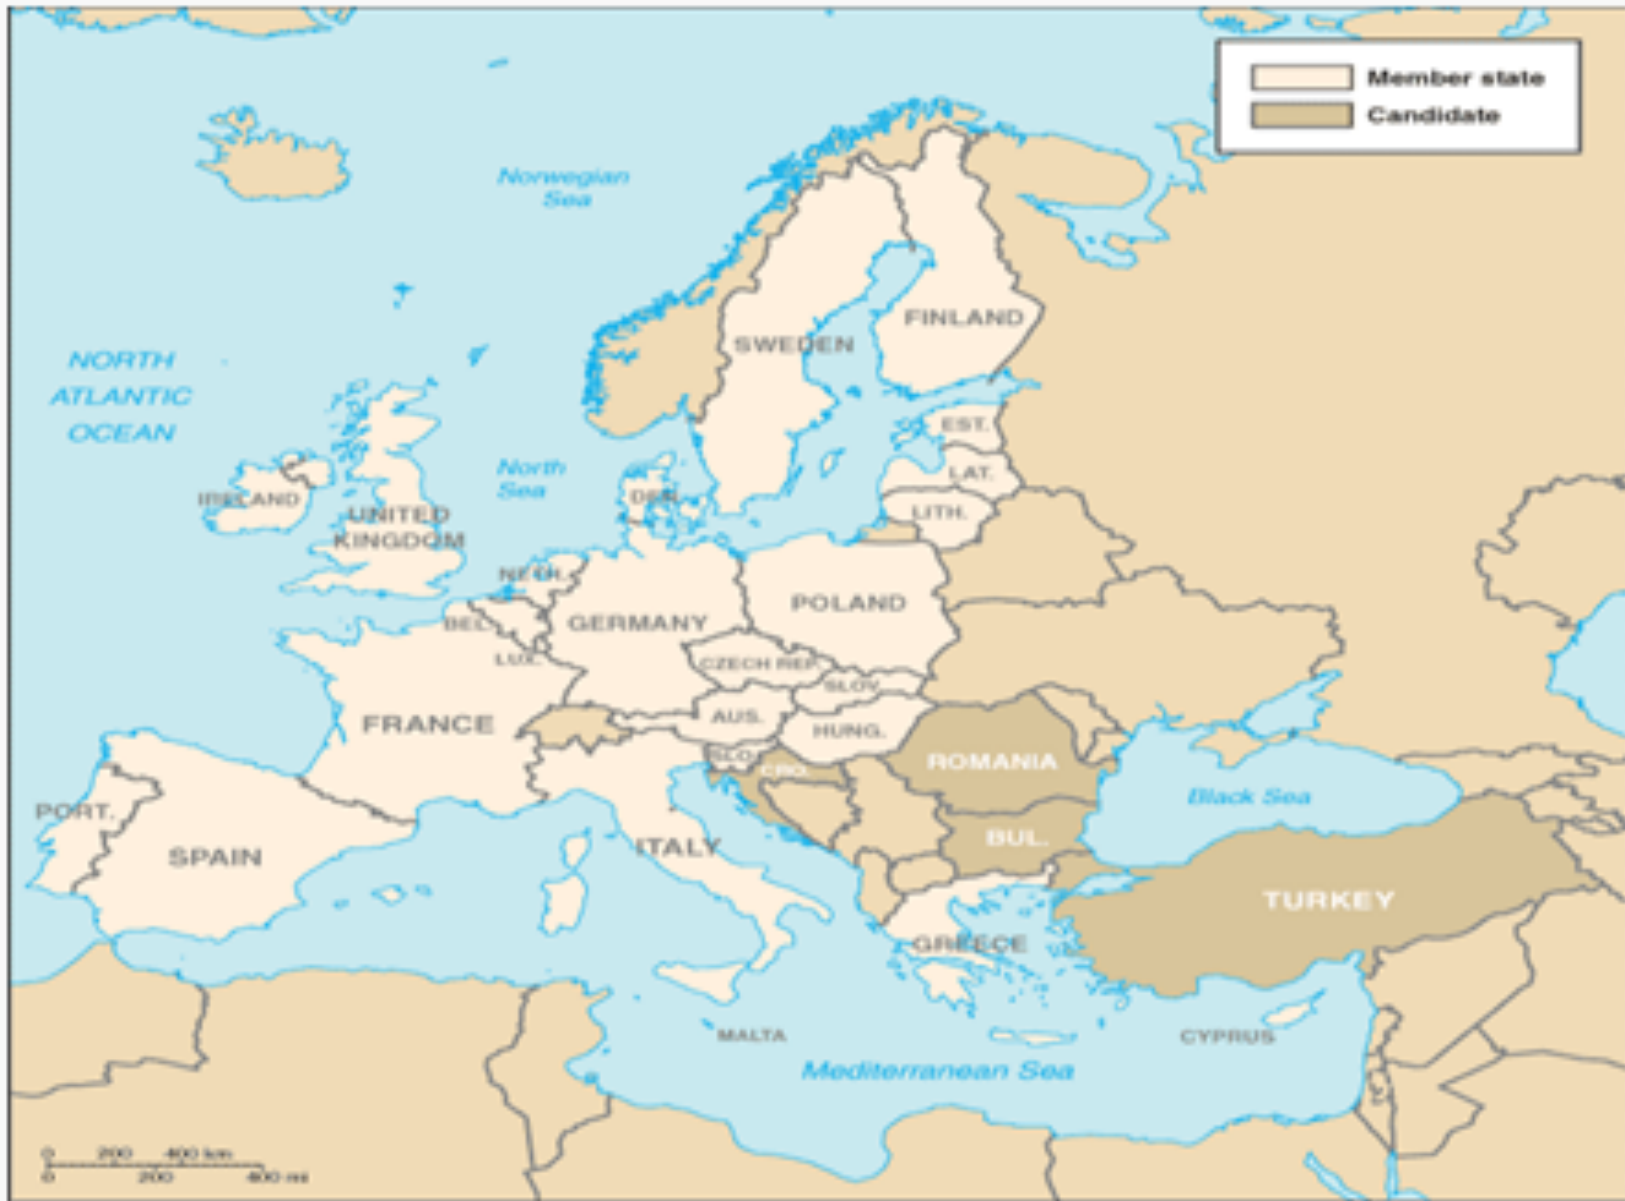 Member state
Candidate
Norwegian
Sea
NORTH
ATLANTIC
OCEAN
FINLAND
SWEDEN
EST.
LAT.
LITH.
North
Sea
DEN.
IRELAND
UNITED
KINGDOM
NETH.
BEL.
LUX.
GERMANY
POLAND
CZECH REP.
SLOV.
AUS.
HUNG.
FRANCE
SLO.
CRO.
ROMANIA
BUL.
Black Sea
PORT.
SPAIN
ITALY
GREECE
TURKEY
MALTA
CYPRUS
Mediterranean Sea
0 200 400 km
0 200 400 mi